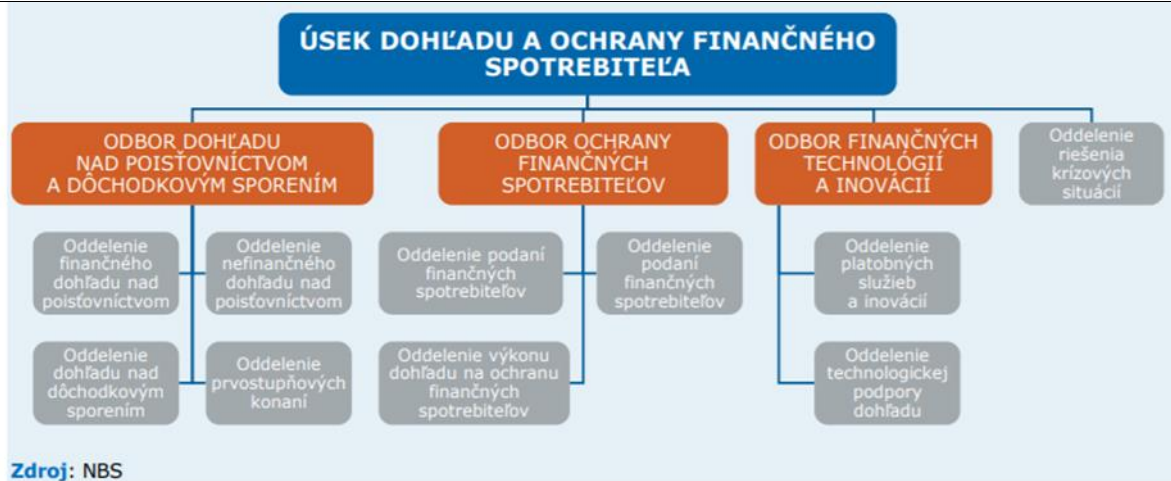 ÚSEK DOHĽADU A OCHRANY FINANČNÉHO
SPOTREBITEĽA
ODBOR DOHĽADU
NAD POISŤOVNÍCTVOM
A DÔCHODKOVÝM SPORENÍM
ODBOR OCHRANY
FINANČNÝCH
SPOTREBITEĽOV
ODBOR FINANČNÝCH
TECHNOLÓGIÍ
A INOVÁCIÍ
Oddelenie
riešenia
krízových
situácií
Oddelenie
finančného
dohľadu nad
poisťovníctvom
Oddelenie
nefinančného
dohľadu nad
poisťovníctvom
Oddelenie podaní
finančných
spotrebiteľov
Oddelenie
podaní
finančných
spotrebiteľov
Oddelenie
platobných
služieb
a inovácií
Oddelenie
dohľadu nad
dôchodkovým
sporením
Oddelenie
prvostupňových
konaní
Oddelenie výkonu
dohľadu na ochranu
finančných
spotrebiteľov
Oddelenie
technologickej
podpory
dohľadu
Zdroj: NBS